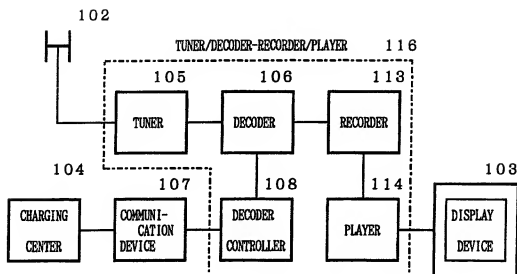 102
TUNER/DECODER-RECORDER/PLAYER 116
105 106 113
TUNER DECODER RECORDER
104 107 108 114 103
CHARGING
CENTER
COMMUNI-
CATION
DEVICE
DECODER
CONTROLLER
PLAYER
DISPLAY
DEVICE